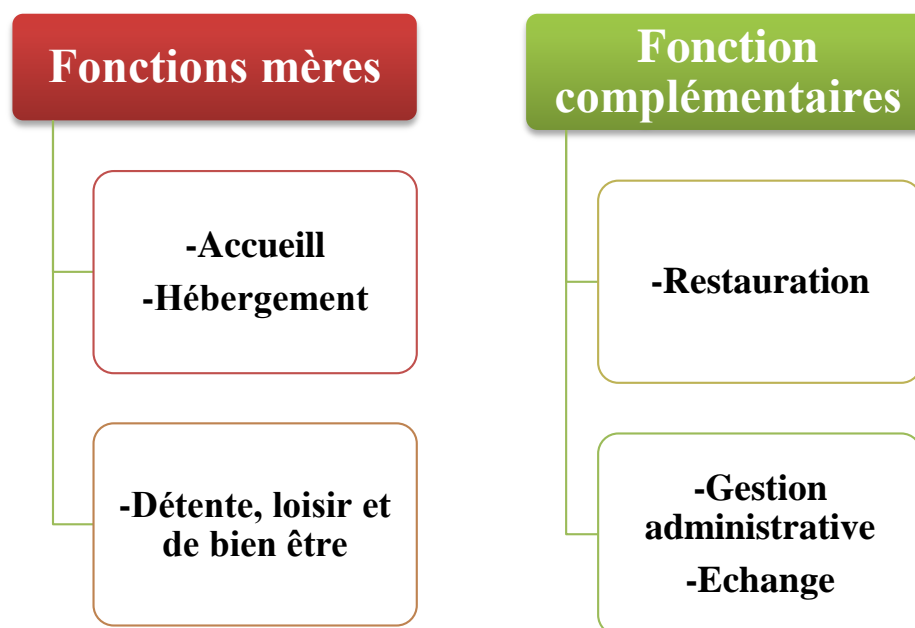 Fonctions mères
-Accueill
-Hébergement
-Détente, loisir et
de bien être
Fonction
complémentaires
-Restauration
-Gestion
administrative
-Echange